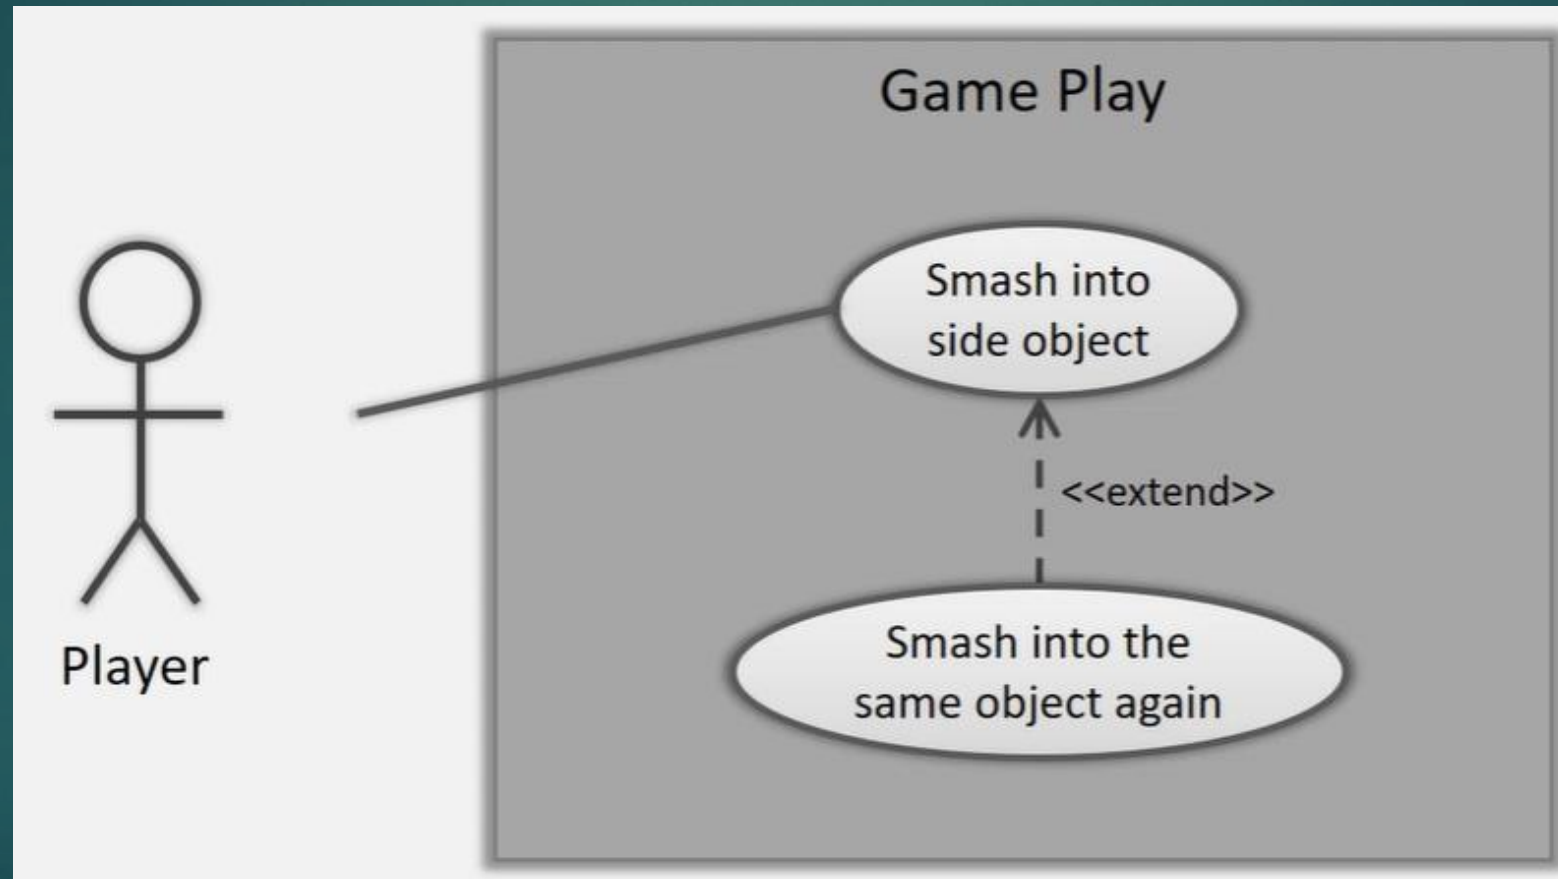 Game Play
Smash into
side object
<<extend>>
Smash into the
same object again
Player